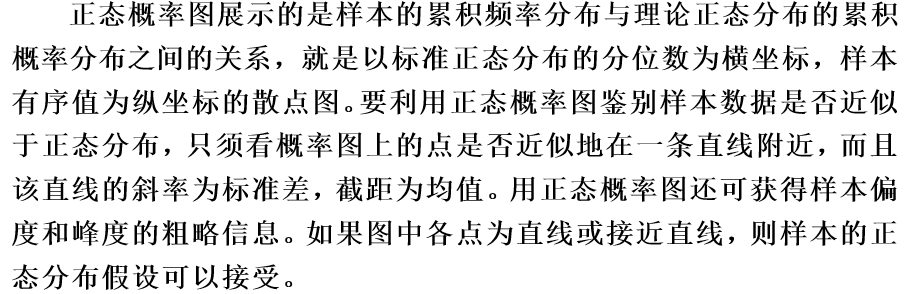 正态概率图展示的是样本的累积频率分布与理论正态分布的累积
概率分布之间的关系，就是以标准正态分布的分位数为横坐标，样本
有序值为纵坐标的散点图。要利用正态概率图鉴别样本数据是否近似
于正态分布，只须看概率图上的点是否近似地在一条直线附近，而且
该直线的斜率为标准差，截距为均值。用正态概率图还可获得样本偏
度和峰度的粗略信息。如果图中各点为直线或接近直线，则样本的正
态分布假设可以接受。